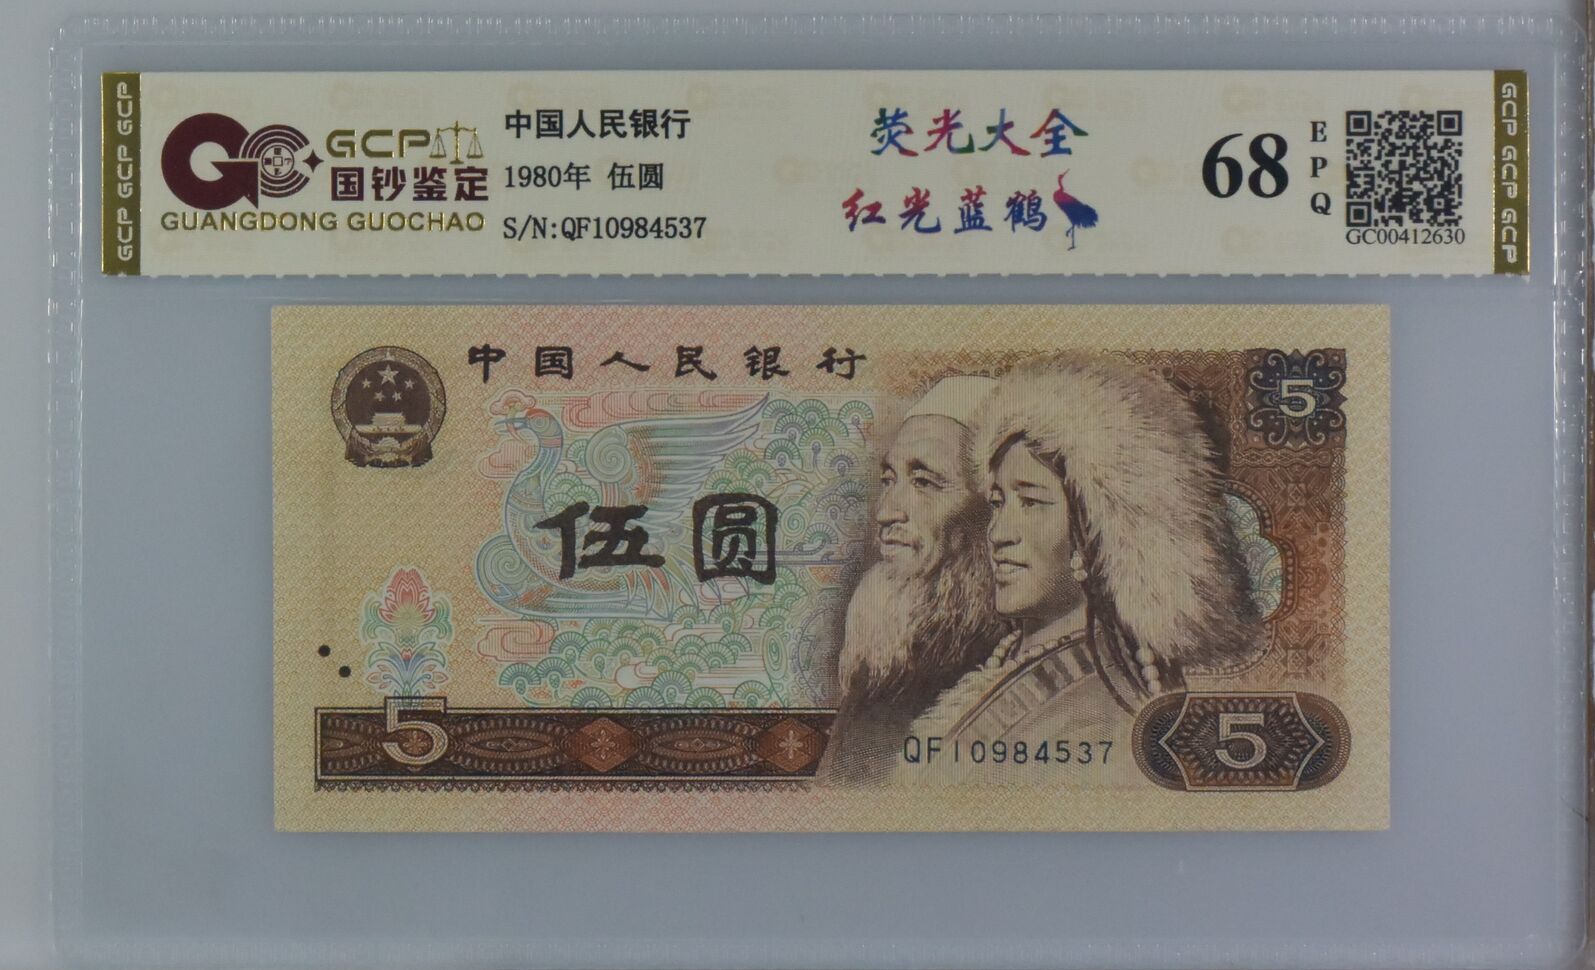 GCP GCP GCP
GCP
国钞鉴定
GUANGDONG GUOCHAO
中国人民银行
1980年 伍圆
S/N:QF10984537
荧光大全
红光蓝鹤
68
EPQ
GC00412630
GCP GCP GCP
中国人民银行
5
伍圆
5
QF10984537
5